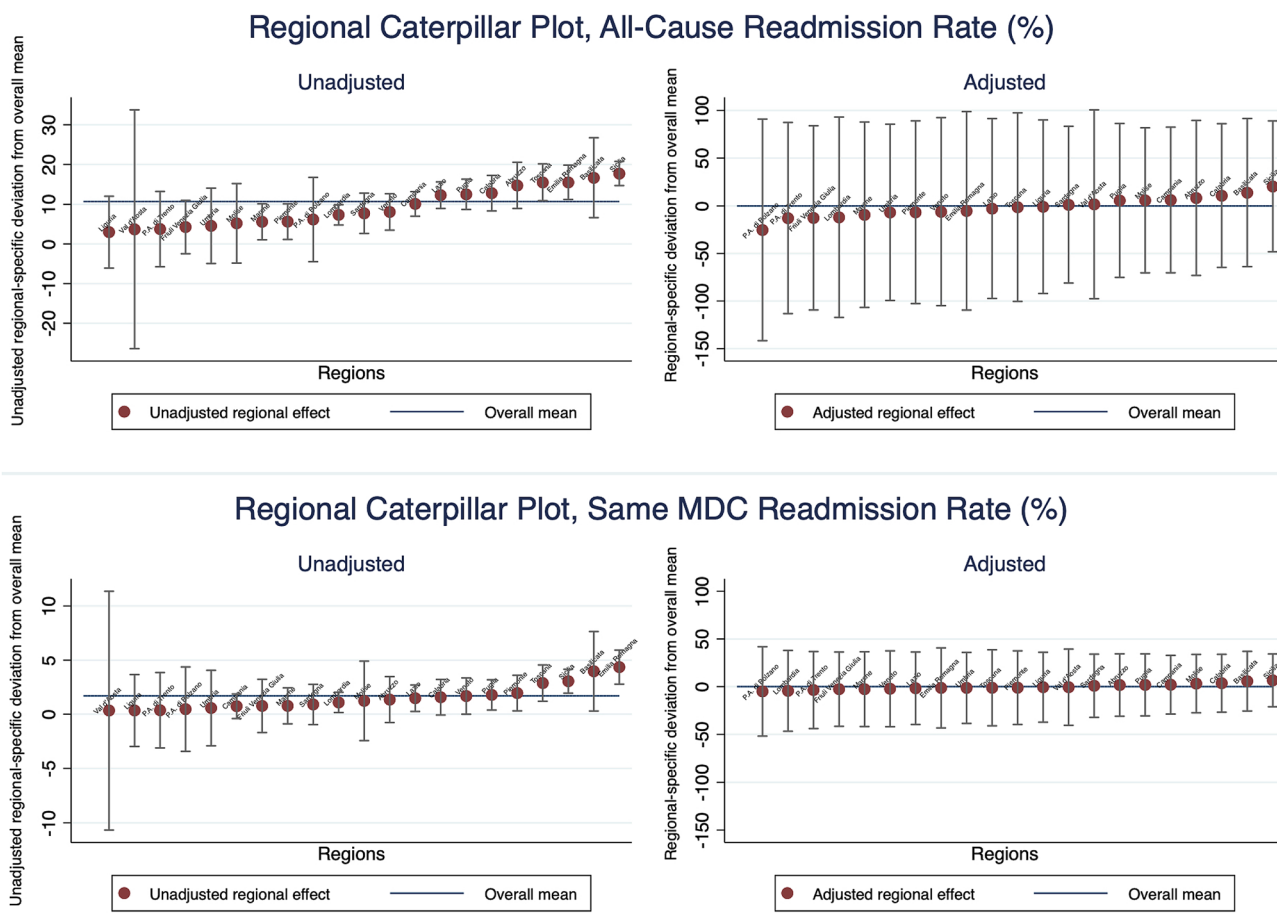 Regional Caterpillar Plot, All-Cause Readmission Rate (%)
Unadjusted
Unadjusted regional-specific deviation from overall mean
30
20
10
0
-10
-20
Liguria
Val d'Aosta
P.A. di Trento
Friuli Venezia Giulia
Umbria
Molise
Marche
Piemonte
P.A. di Bolzano
Lombardia
Sardegna
Veneto
Campania
Lazio
Puglia
Calabria
Abruzzo
Toscana
Emilia Romagna
Basilicata
Sicilia
Regions
Unadjusted regional effect
Overall mean
Adjusted
Regional-specific deviation from overall mean
100
50
0
-50
-100
-150
P.A. di Bolzano
P.A. di Trento
Friuli Venezia Giulia
Lombardia
Marche
Umbria
Piemonte
Veneto
Emilia Romagna
Lazio
Toscana
Liguria
Sardegna
Val d'Aosta
Puglia
Molise
Campania
Abruzzo
Calabria
Basilicata
Regions
Adjusted regional effect
Overall mean
Regional Caterpillar Plot, Same MDC Readmission Rate (%)
Unadjusted
Unadjusted regional-specific deviation from overall mean
10
5
0
-5
-10
Val d'Aosta
Liguria
P.A. di Trento
P.A. di Bolzano
Umbria
Campania
Friuli Venezia Giulia
Marche
Sardegna
Lombardia
Molise
Abruzzo
Lazio
Calabria
Veneto
Puglia
Piemonte
Toscana
Sicilia
Basilicata
Emilia Romagna
Regions
Unadjusted regional effect
Overall mean
Adjusted
Regional-specific deviation from overall mean
100
50
0
-50
-100
-150
P.A. di Bolzano
Lombardia
P.A. di Trento
Friuli Venezia Giulia
Marche
Veneto
Lazio
Emilia Romagna
Umbria
Toscana
Piemonte
Liguria
Val d'Aosta
Sardegna
Abruzzo
Puglia
Campania
Molise
Calabria
Basilicata
Regions
Adjusted regional effect
Overall mean